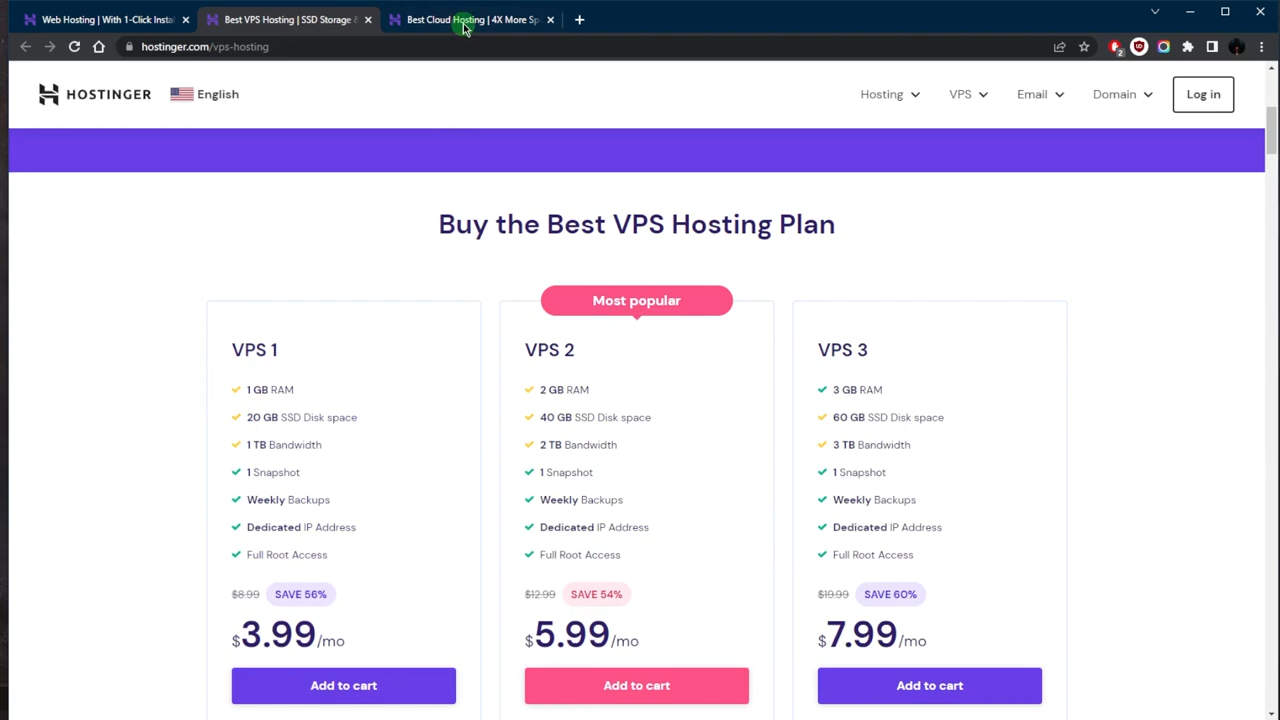 Web Hosting | With 1-Click Instal
Best VPS Hosting | SSD Storage &
Best Cloud Hosting | 4X More Sp
hostinger.com/vps-hosting
2
HOSTINGER
English
Hosting
VPS
Email
Domain
Log in
Buy the Best VPS Hosting Plan
Most popular
VPS 1
1 GB RAM
20 GB SSD Disk space
1 TB Bandwidth
1 Snapshot
Weekly Backups
Dedicated IP Address
Full Root Access
$8.99 SAVE 56%
$3.99/mo
Add to cart
VPS 2
2 GB RAM
40 GB SSD Disk space
2 TB Bandwidth
1 Snapshot
Weekly Backups
Dedicated IP Address
Full Root Access
$12.99 SAVE 54%
$5.99/mo
Add to cart
VPS 3
3 GB RAM
60 GB SSD Disk space
3 TB Bandwidth
1 Snapshot
Weekly Backups
Dedicated IP Address
Full Root Access
$19.99 SAVE 60%
$7.99/mo
Add to cart